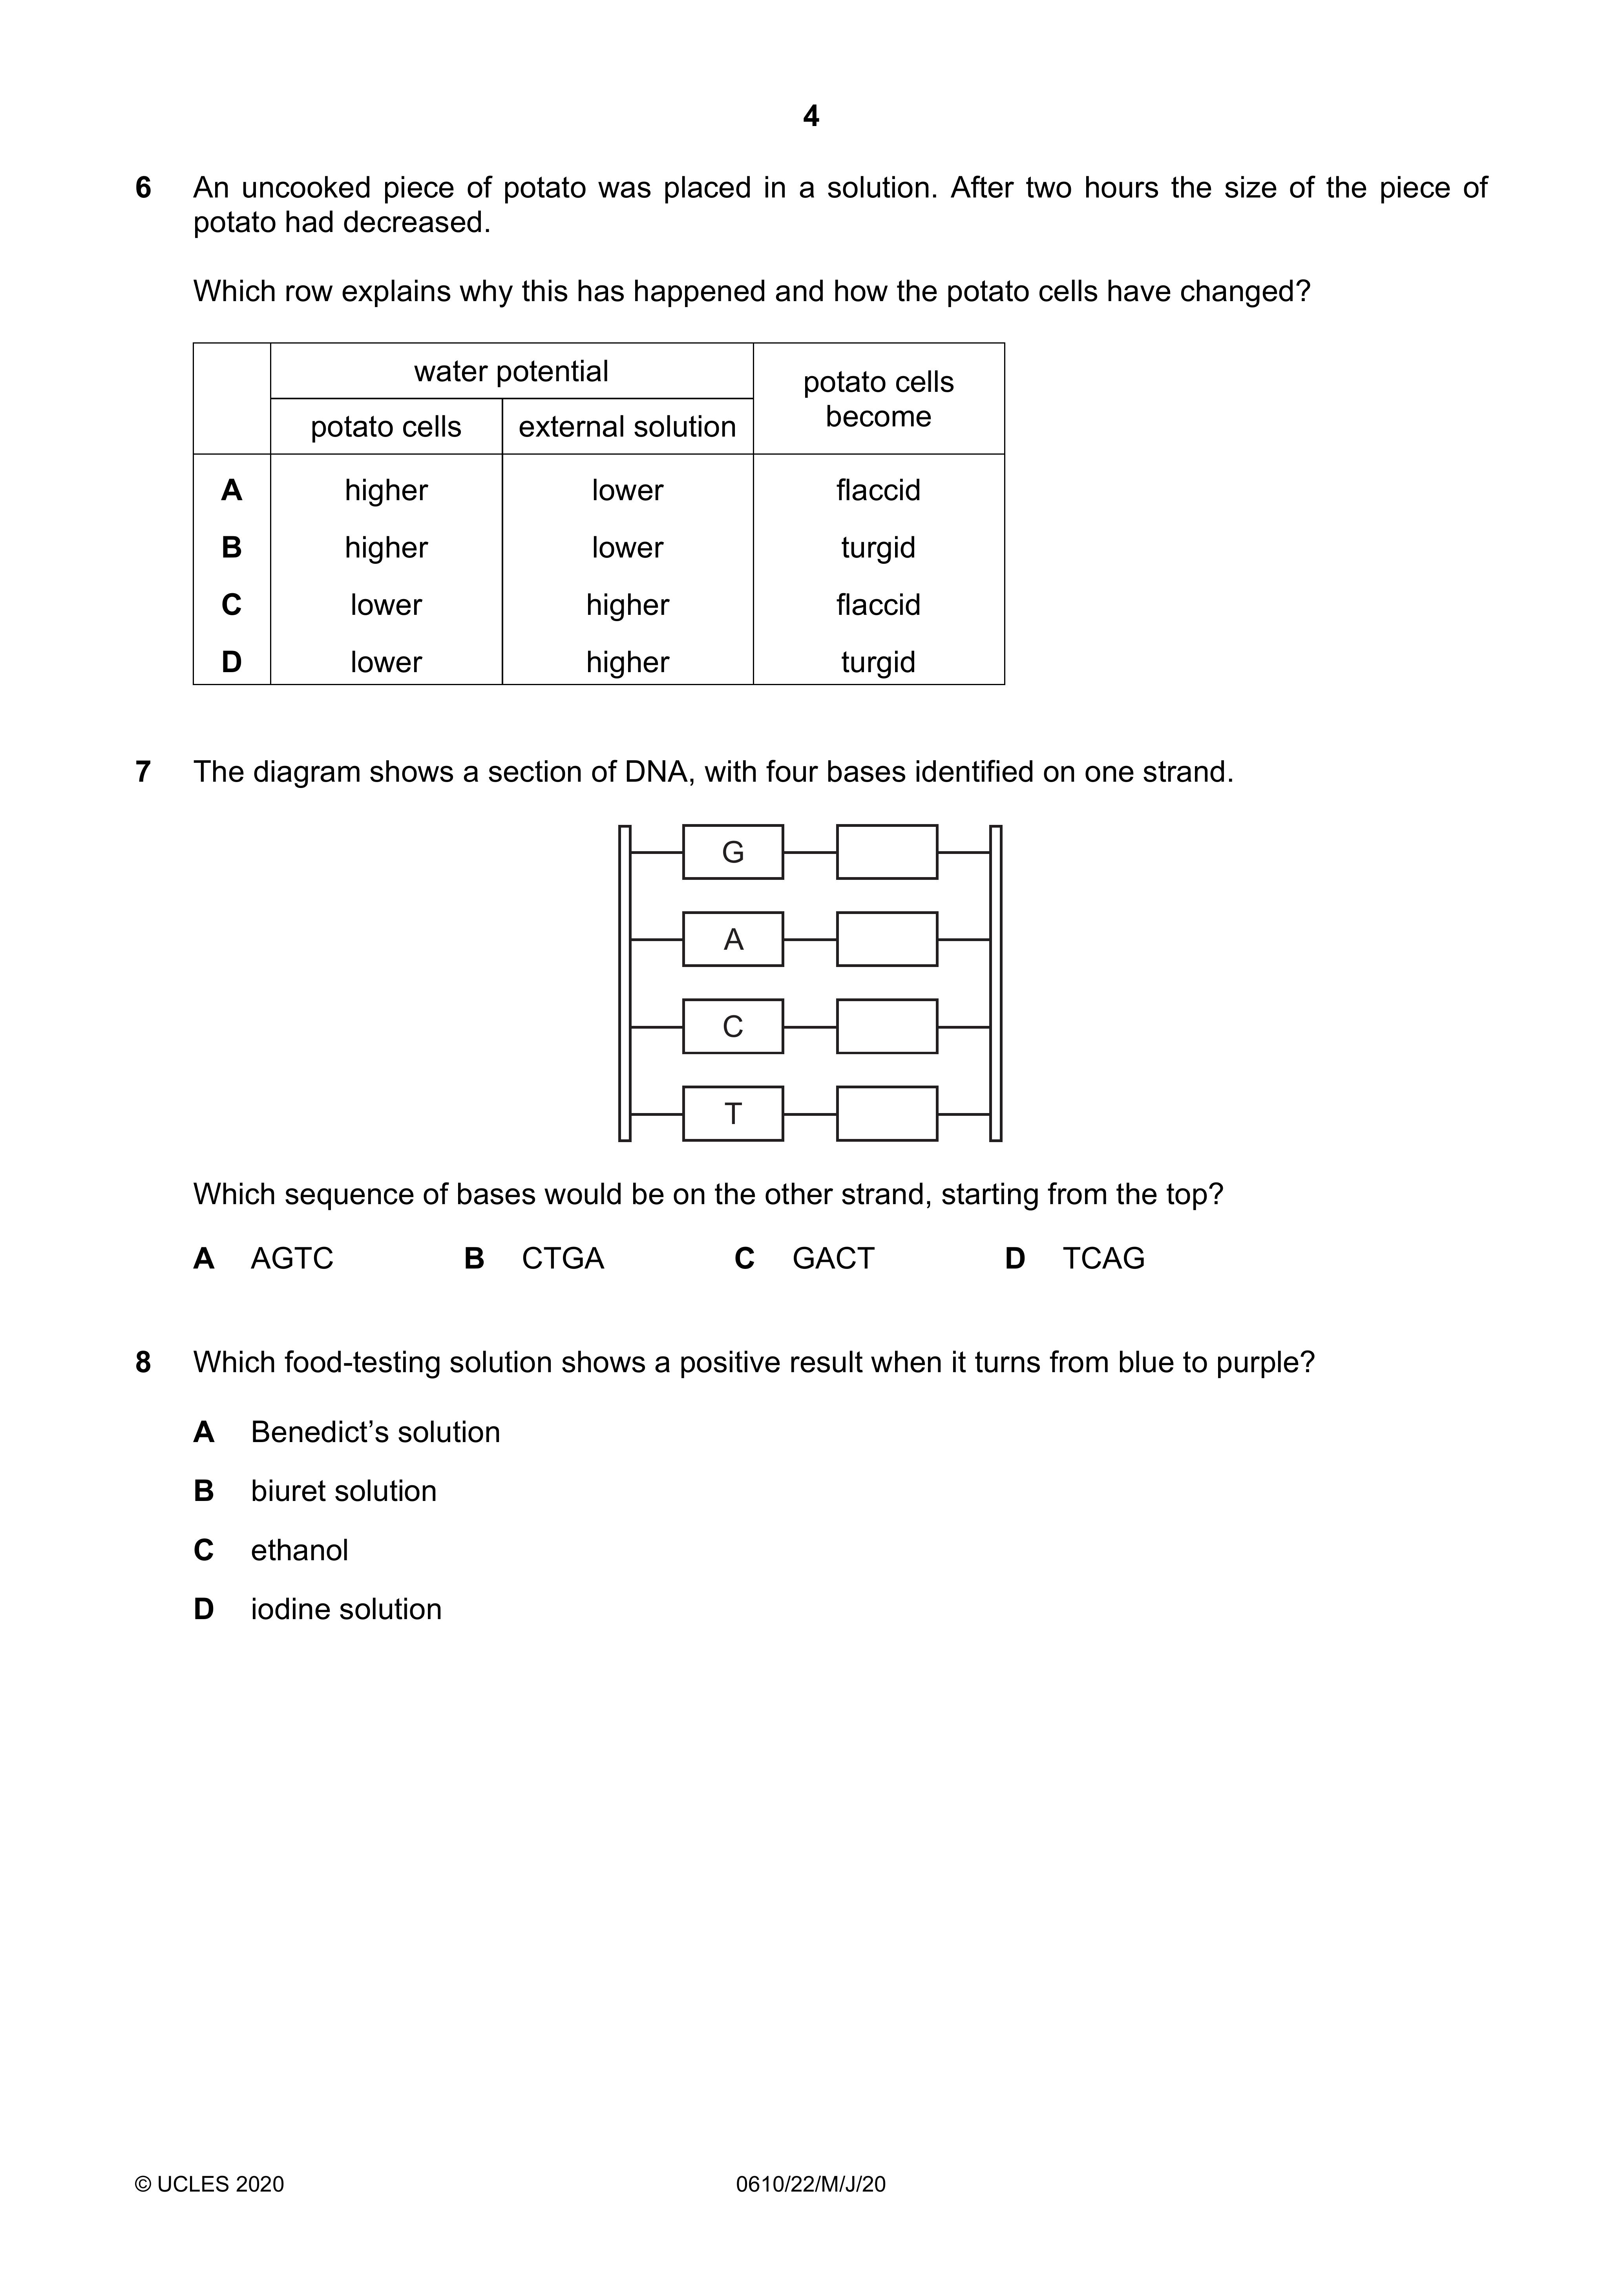 4
6 An uncooked piece of potato was placed in a solution. After two hours the size of the piece of
potato had decreased.
Which row explains why this has happened and how the potato cells have changed?
water potential
potato cells
become
potato cells external solution
A higher lower flaccid
B higher lower turgid
C lower higher flaccid
D lower higher turgid
7 The diagram shows a section of DNA, with four bases identified on one strand.
G
A
C
T
Which sequence of bases would be on the other strand, starting from the top?
A AGTC B CTGA C GACT D TCAG
8 Which food-testing solution shows a positive result when it turns from blue to purple?
A Benedict’s solution
B biuret solution
C ethanol
D iodine solution
© UCLES 2020 0610/22/M/J/20